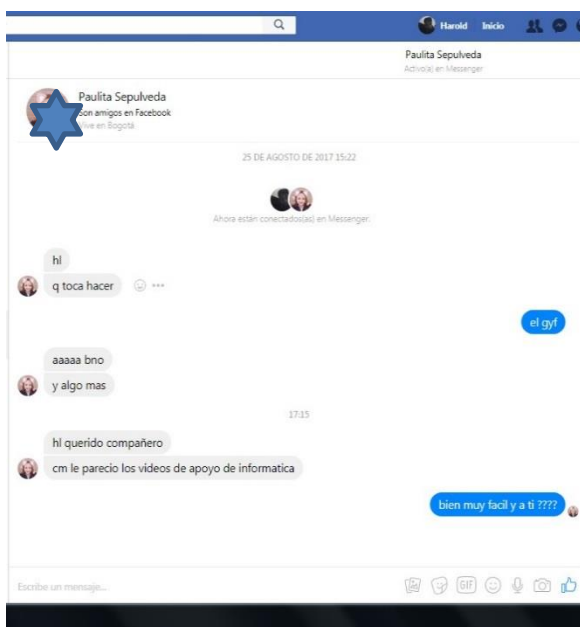 Harold Inicio
Paulita Sepulveda
Activo(a) en Messenger
Paulita Sepulveda
Son amigos en Facebook
Vive en Bogotá
25 DE AGOSTO DE 2017 15:22
Ahora están conectados(as) en Messenger.
hl
q toca hacer
el gyf
aaaaa bno
y algo mas
17:15
hl querido compañero
cm le parecio los videos de apoyo de informatica
bien muy facil y a ti ????
Escribe un mensaje...
GIF